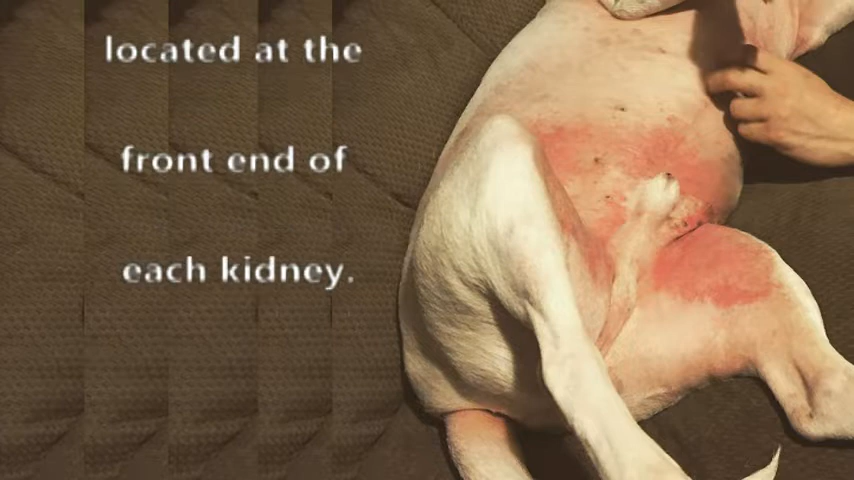 located at the
front end of
each kidney.